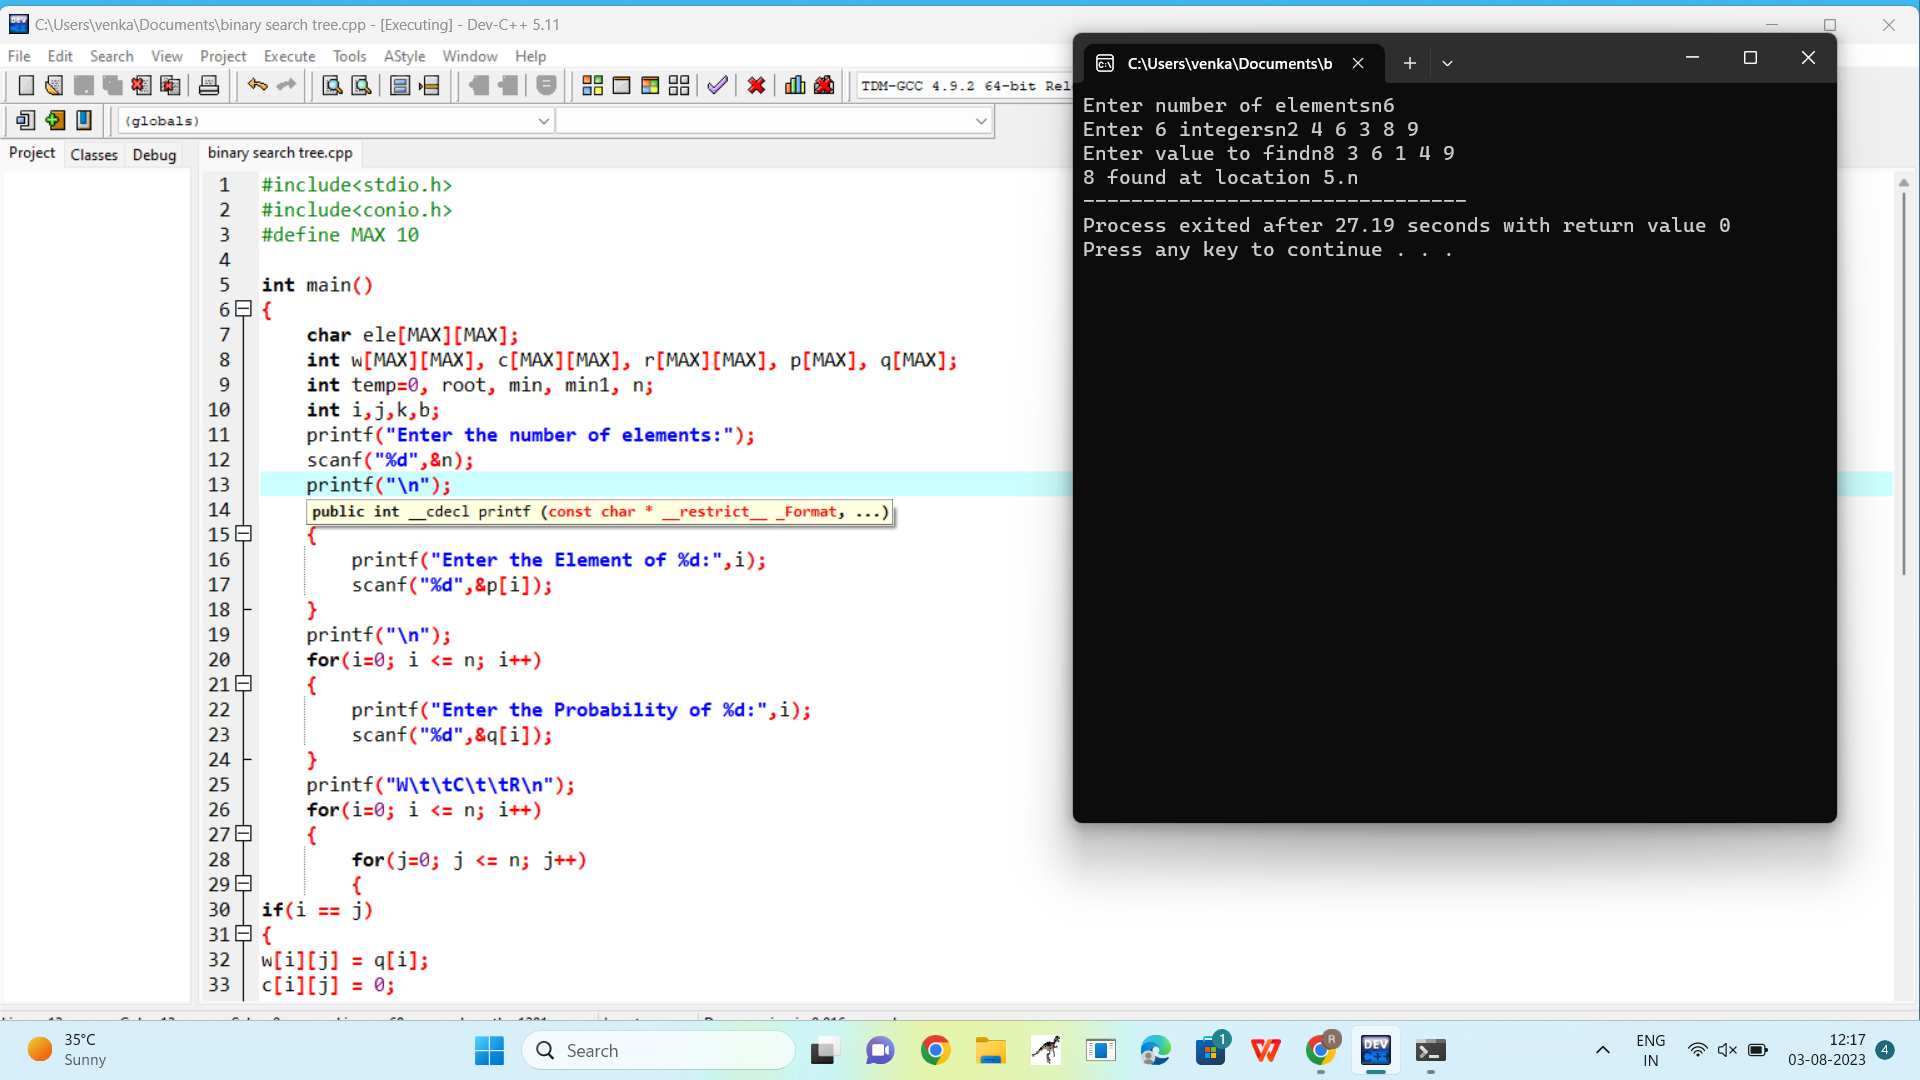 C:\Users\venka\Documents\binary search tree.cpp - [Executing] - Dev-C++ 5.11
File Edit Search View Project Execute Tools AStyle Window Help
TDM-GCC 4.9.2 64-bit Rel
(globals)
Project Classes Debug
binary search tree.cpp
1 #include<stdio.h>
2 #include<conio.h>
3 #define MAX 10
4
5 int main()
6 {
7 char ele[MAX][MAX];
8 int w[MAX][MAX], c[MAX][MAX], r[MAX][MAX], p[MAX], q[MAX];
9 int temp=0, root, min, min1, n;
10 int i,j,k,b;
11 printf("Enter the number of elements:");
12 scanf("%d",&n);
13 printf("\n");
14
public int __cdecl printf (const char * __restrict__ _Format, ...)
15 {
16 printf("Enter the Element of %d:",i);
17 scanf("%d",&p[i]);
18 }
19 printf("\n");
20 for(i=0; i <= n; i++)
21 {
22 printf("Enter the Probability of %d:",i);
23 scanf("%d",&q[i]);
24 }
25 printf("W\t\tC\t\tR\n");
26 for(i=0; i <= n; i++)
27 {
28 for(j=0; j <= n; j++)
29 {
30 if(i == j)
31 {
32 w[i][j] = q[i];
33 c[i][j] = 0;
C:\Users\venka\Documents\b
Enter number of elementsn6
Enter 6 integersn2 4 6 3 8 9
Enter value to findn8 3 6 1 4 9
8 found at location 5.n
--------------------------------
Process exited after 27.19 seconds with return value 0
Press any key to continue . . .
35°C
Sunny
Search
1
R
DEV
C++
ENG
IN
12:17
03-08-2023
4